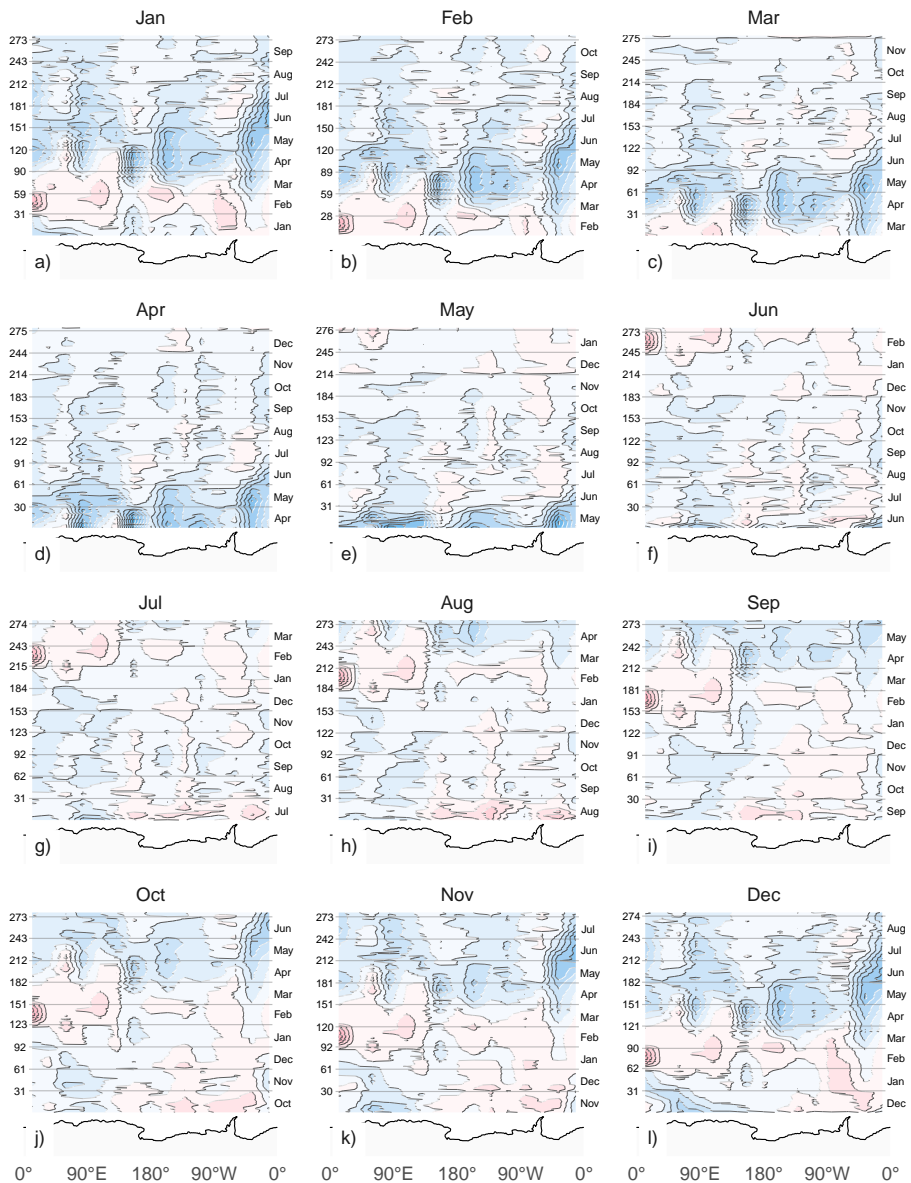 Jan
273
243 Sep
212 Aug
181 Jul
151 Jun
120 May
90 Apr
59 Mar
31 Feb
Jan
a)
Feb
273
243 Oct
212 Sep
181 Aug
150 Jul
120 Jun
89 May
59 Apr
28 Mar
Feb
b)
Mar
275
245 Nov
214 Oct
184 Sep
153 Aug
122 Jul
92 Jun
61 May
31 Apr
Mar
c)
Apr
275
244 Dec
214 Nov
183 Oct
153 Sep
122 Aug
91 Jul
61 Jun
30 May
Apr
d)
May
276
245 Jan
214 Dec
184 Nov
153 Oct
123 Sep
92 Aug
61 Jul
31 Jun
May
e)
Jun
273
245 Feb
214 Jan
183 Dec
153 Nov
122 Oct
92 Sep
61 Aug
30 Jul
Jun
f)
Jul
274
243 Mar
215 Feb
184 Jan
153 Dec
123 Nov
92 Oct
62 Sep
31 Aug
Jul
g)
Aug
273
243 Apr
212 Mar
184 Feb
153 Jan
122 Dec
92 Nov
61 Oct
31 Sep
Aug
h)
Sep
273
242 May
212 Apr
181 Mar
153 Feb
122 Jan
91 Dec
61 Nov
30 Oct
Sep
i)
Oct
273
243 Jun
212 May
182 Apr
151 Mar
123 Feb
92 Jan
61 Dec
31 Nov
Oct
j)
Nov
273
242 Jul
212 Jun
181 May
151 Apr
120 Mar
92 Feb
61 Jan
30 Dec
Nov
k)
Dec
274
243 Aug
212 Jul
182 Jun
151 May
121 Apr
90 Mar
62 Feb
31 Jan
Dec
l)
0° 90°E 180° 90°W 0°
0° 90°E 180° 90°W 0°
0° 90°E 180° 90°W 0°